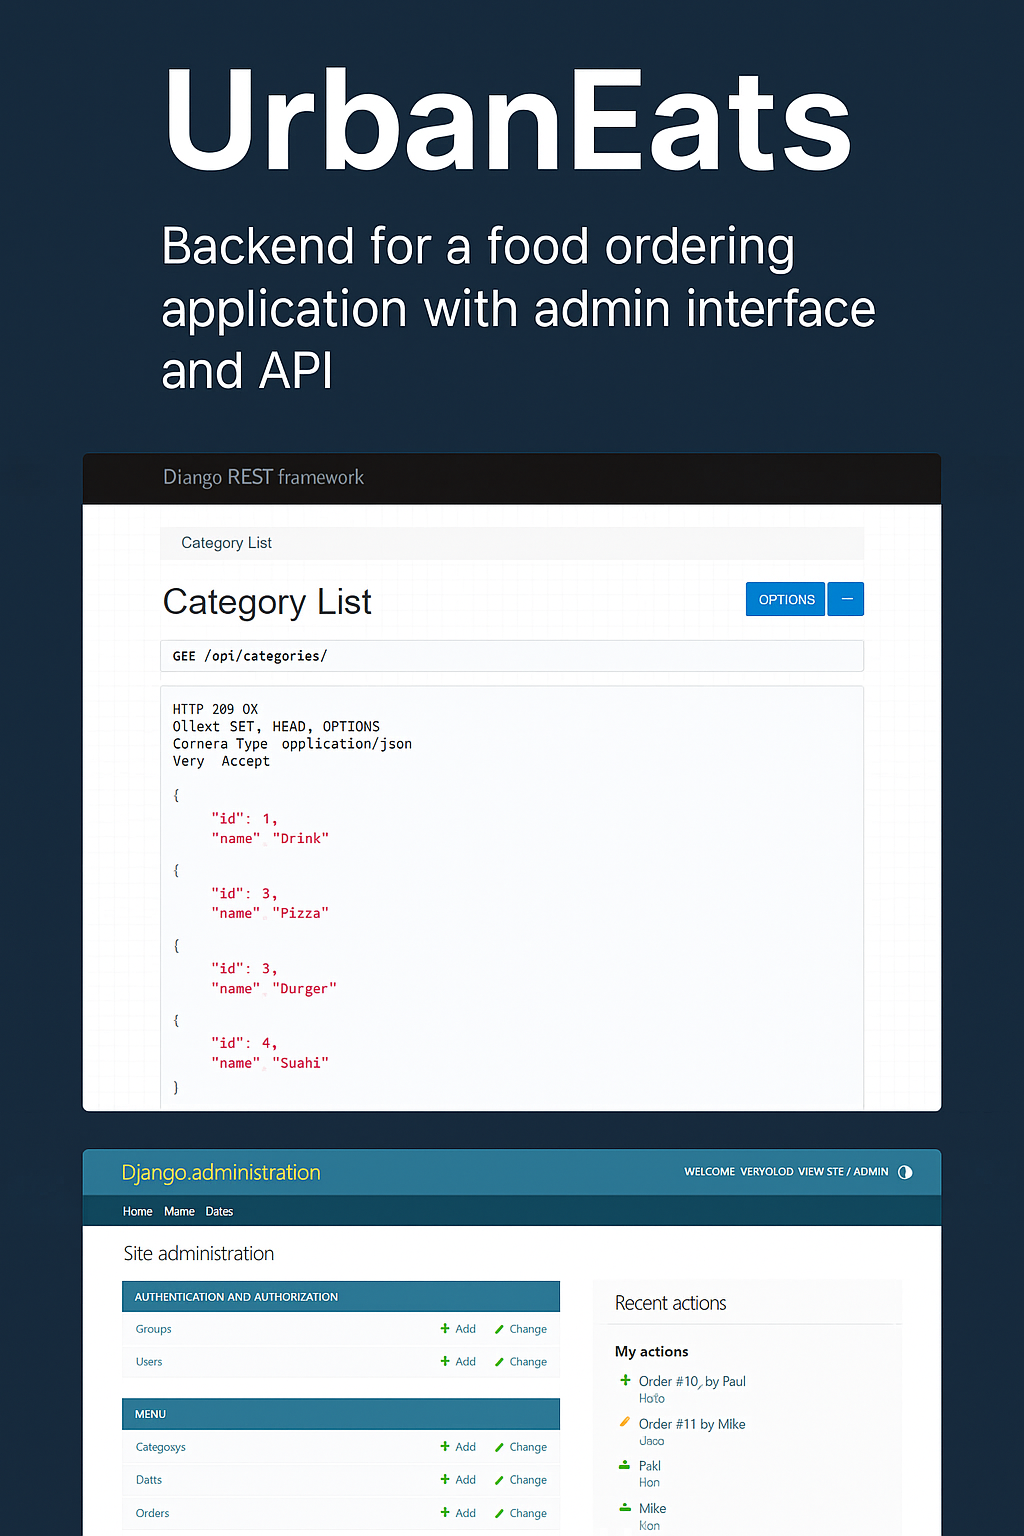 UrbanEats
Backend for a food ordering
application with admin interface
and API
Django REST framework
Category List
Category List
OPTIONS —
GEE /opi/categories/
HTTP 209 OX
Ollext SET, HEAD, OPTIONS
Cornera Type opplication/json
Very Accept
{
"id": 1,
"name" "Drink"
{
"id": 3,
"name" "Pizza"
{
"id": 3,
"name" "Durger"
{
"id": 4,
"name" "Suahi"
}
Django.administration
WELCOME VERYOLOD VIEW STE / ADMIN
Home Mame Dates
Site administration
AUTHENTICATION AND AUTHORIZATION
Groups Add Change
Users Add Change
MENU
Categosys Add Change
Datts Add Change
Orders Add Change
Recent actions
My actions
Order #10, by Paul
Order #11 by Mike
Jaco
Pakl
Hon
Mike
Kion